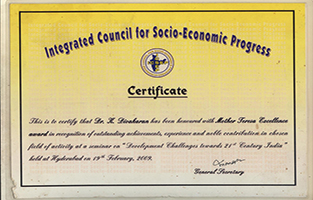 Integrated Council for Socio-Economic Progress
Certificate
This is to certify that Dr. K. Divakaran has been honoured with Mother Teresa Excellence
award in recognition of outstanding achievements, experience and noble contribution in chosen
field of activity at a seminar on "Development Challenges towards 21st Century India"
held at Hyderabad on 19th February, 2009.
General Secretary